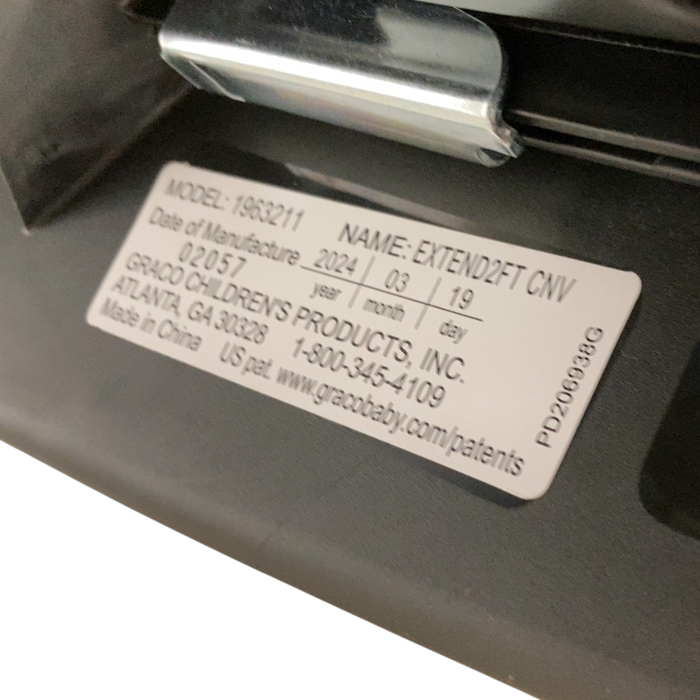 MODEL: 1963211 NAME: EXTEND2FT CNV
Date of Manufacture 2024 03 19
02057 year month day
GRACO CHILDREN'S PRODUCTS, INC.
ATLANTA, GA 30328 1-800-345-4109
Made in China US pat. www.gracobaby.com/patents
PD206938G